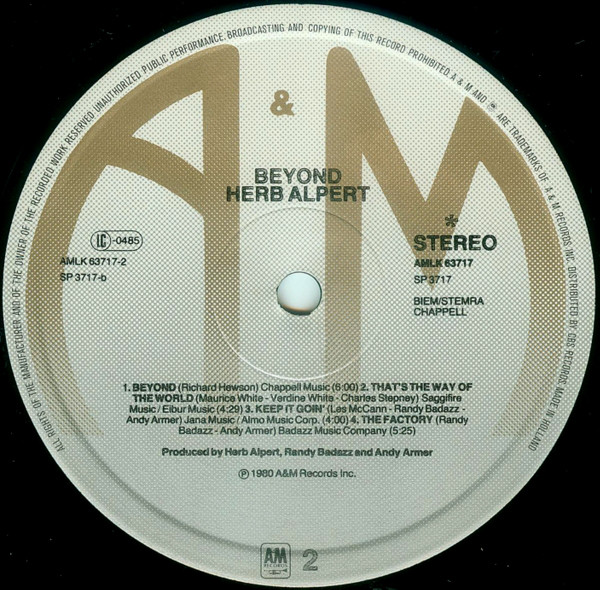 ALL RIGHTS OF THE MANUFACTURER AND OF THE OWNER OF THE RECORDED WORK RESERVED. UNAUTHORIZED PUBLIC PERFORMANCE, BROADCASTING AND COPYING OF THIS RECORD PROHIBITED. A & M AND ® ARE TRADEMARKS OF A & M RECORDS INC. DISTRIBUTED BY CBS RECORDS. MADE IN HOLLAND
A&M
BEYOND
HERB ALPERT
LC-0485
AMLK 63717-2
SP 3717-b
*
STEREO
AMLK 63717
SP 3717
BIEM/STEMRA
CHAPPELL
1. BEYOND (Richard Hewson) Chappell Music (5:00) 2. THAT'S THE WAY OF
THE WORLD (Maurice White - Verdine White - Charles Stepney) Saggifire
Music / Eibur Music (4:29) 3. KEEP IT GOIN' (Les McCann - Randy Badazz -
Andy Armer) Jana Music / Almo Music Corp. (4:00) 4. THE FACTORY (Randy
Badazz - Andy Armer) Badazz Music Company (5:25)
Produced by Herb Alpert, Randy Badazz and Andy Armer
℗ 1980 A&M Records Inc.
AM
RECORDS
2